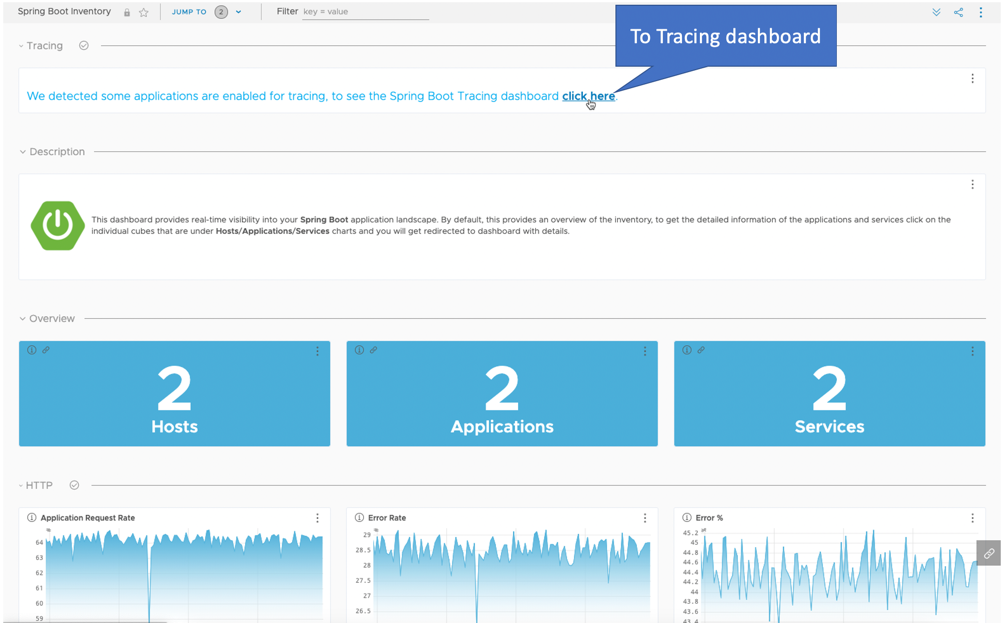 Spring Boot Inventory
JUMP TO 2
Filter key = value
To Tracing dashboard
Tracing
We detected some applications are enabled for tracing, to see the Spring Boot Tracing dashboard click here.
Description
This dashboard provides real-time visibility into your Spring Boot application landscape. By default, this provides an overview of the inventory, to get the detailed information of the applications and services click on the
individual cubes that are under Hosts/Applications/Services charts and you will get redirected to dashboard with details.
Overview
2 2 2
Hosts Applications Services
HTTP
Application Request Rate
64
63
62
61
60
59
Error Rate
29
28.5
28
27.5
27
26.5
Error %
45.2
45
44.8
44.6
44.4
44.2
44
43.8
43.6
43.4